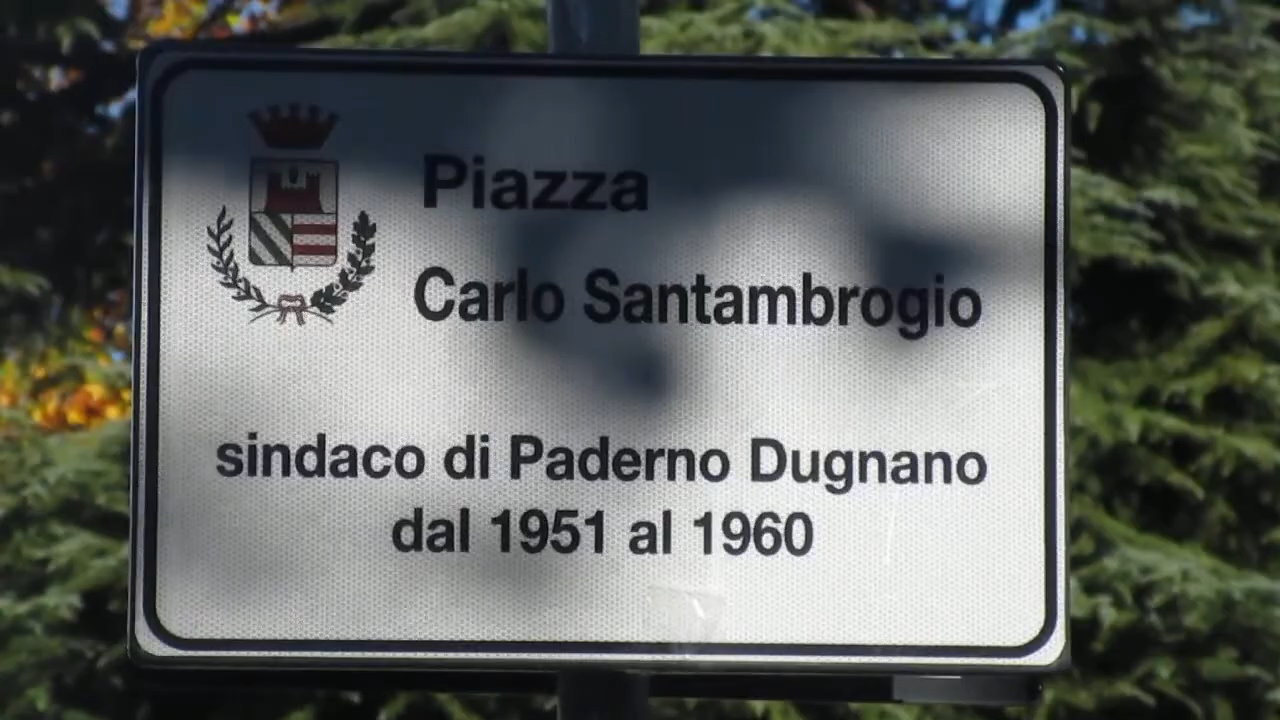 Piazza
Carlo Santambrogio
sindaco di Paderno Dugnano
dal 1951 al 1960